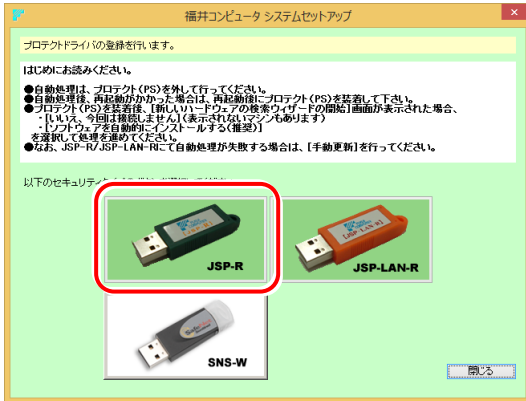 福井コンピュータ システムセットアップ
プロテクトドライバの登録を行います。
はじめにお読みください。
●自動処理は、プロテクト(PS)を外して行ってください。
●自動処理後、再起動がかかった場合は、再起動後にプロテクト(PS)を装着して下さい。
●プロテクト(PS)を装着後、[新しいハードウェアの検索ウィザードの開始]画面が表示された場合、
・[いいえ、今回は接続しません](表示されないマシンもあります)
・[ソフトウェアを自動的にインストールする(推奨)]
を選択して処理を進めてください。
●なお、JSP-R/JSP-LAN-Rにて自動処理が失敗する場合は、[手動更新]を行ってください。
以下のセキュリティ
JSP-R
[JSP-LAN R]
JSP-LAN-R
SNS-W
閉じる